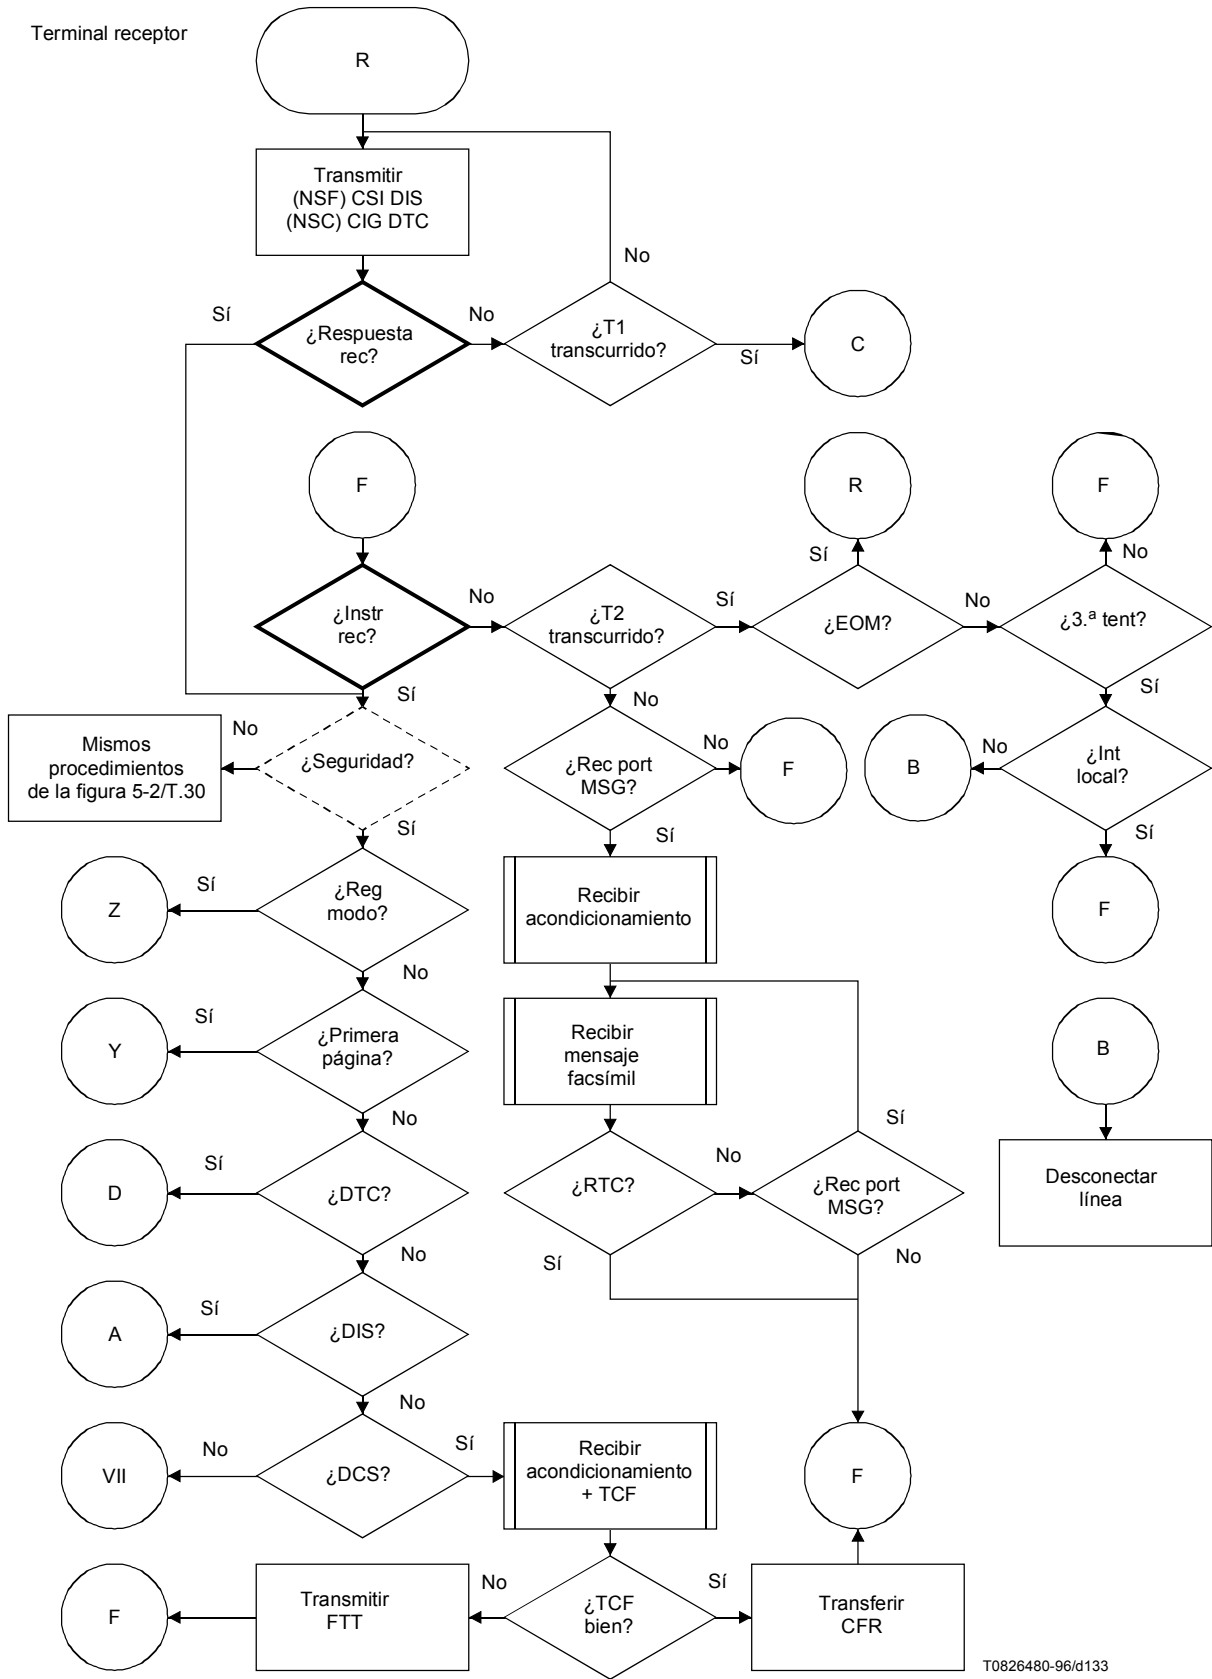 Terminal receptor
R
Transmitir
(NSF) CSI DIS
(NSC) CIG DTC
No
Sí
¿Respuesta
rec?
No
¿T1
transcurrido?
Sí
C
F
R
F
Sí
No
¿Instr
rec?
No
¿T2
transcurrido?
Sí
¿EOM?
No
¿3.ª tent?
Sí
No
Sí
Mismos
procedimientos
de la figura 5-2/T.30
No
¿Seguridad?
¿Rec port
MSG?
No
F
B
No
¿Int
local?
Sí
Sí
Sí
Z
Sí
¿Reg
modo?
Recibir
acondicionamiento
F
No
Y
Sí
¿Primera
página?
Recibir
mensaje
facsímil
B
No
Sí
D
Sí
¿DTC?
¿RTC?
No
¿Rec port
MSG?
Desconectar
línea
No
Sí
No
A
Sí
¿DIS?
No
VII
No
¿DCS?
Sí
Recibir
acondicionamiento
+ TCF
F
F
Transmitir
FTT
No
¿TCF
bien?
Sí
Transferir
CFR
T0826480-96/d133